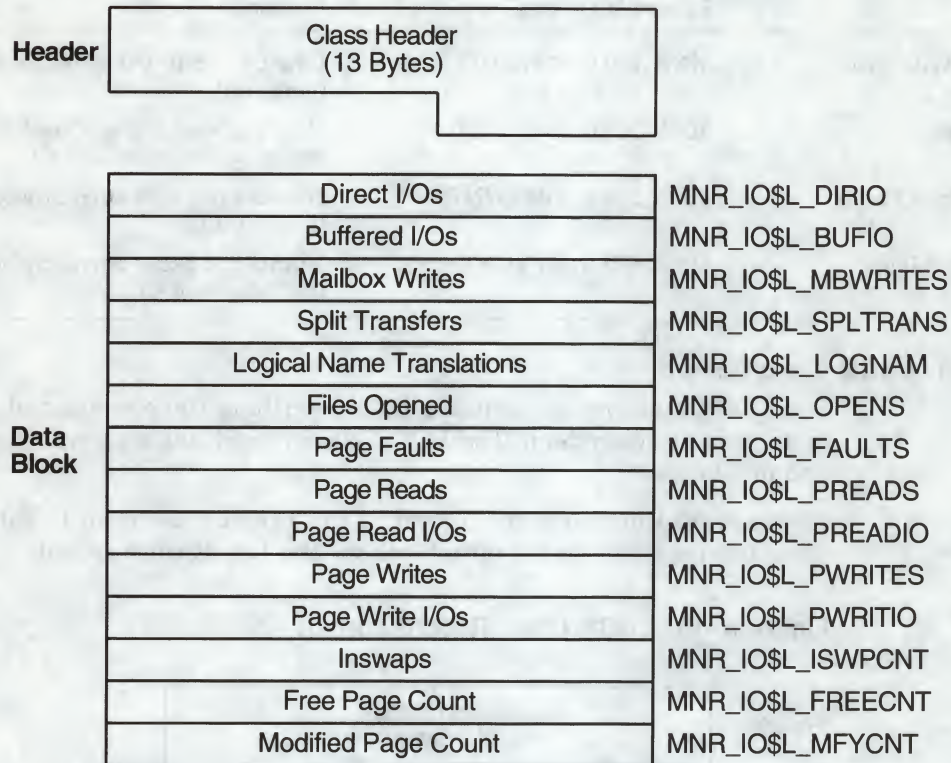 Header
Class Header
(13 Bytes)
Direct I/Os MNR_IO$L_DIRIO
Buffered I/Os MNR_IO$L_BUFIO
Mailbox Writes MNR_IO$L_MBWRITES
Split Transfers MNR_IO$L_SPLTRANS
Logical Name Translations MNR_IO$L_LOGNAM
Files Opened MNR_IO$L_OPENS
Data
Block
Page Faults MNR_IO$L_FAULTS
Page Reads MNR_IO$L_PREADS
Page Read I/Os MNR_IO$L_PREADIO
Page Writes MNR_IO$L_PWRITES
Page Write I/Os MNR_IO$L_PWRITIO
Inswaps MNR_IO$L_ISWPCNT
Free Page Count MNR_IO$L_FREECNT
Modified Page Count MNR_IO$L_MFYCNT